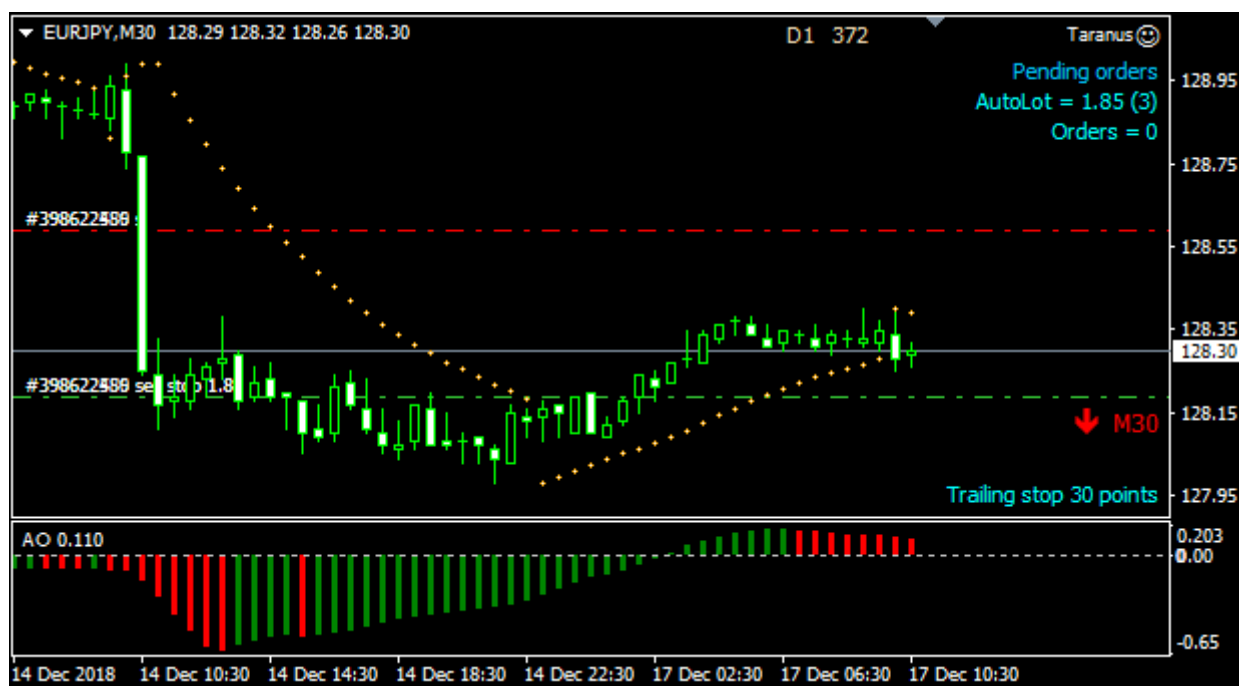 EURJPY,M30 128.29 128.32 128.26 128.30
D1 372
Taranus
Pending orders
AutoLot = 1.85 (3)
Orders = 0
128.95
128.75
128.55
128.35
128.30
128.15
127.95
M30
Trailing stop 30 points
AO 0.110
0.203
0.00
-0.65
14 Dec 2018 14 Dec 10:30 14 Dec 14:30 14 Dec 18:30 14 Dec 22:30 17 Dec 02:30 17 Dec 06:30 17 Dec 10:30